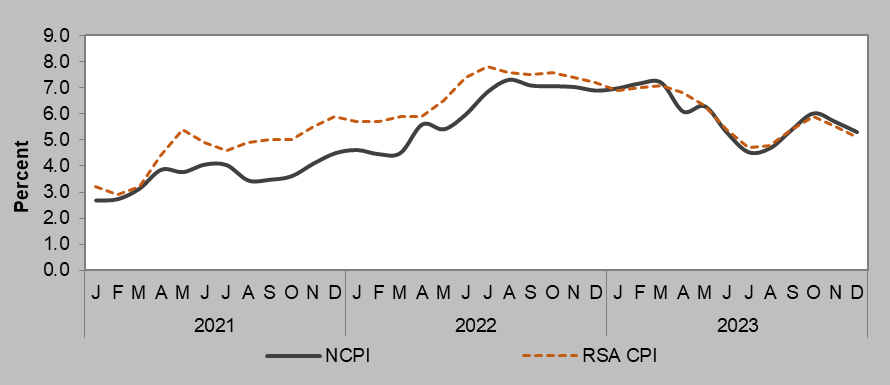 9.0
8.0
7.0
6.0
5.0
4.0
3.0
2.0
1.0
0.0
Percent
J F M A M J J A S O N D J F M A M J J A S O N D J F M A M J J A S O N D
2021 2022 2023
NCPI RSA CPI